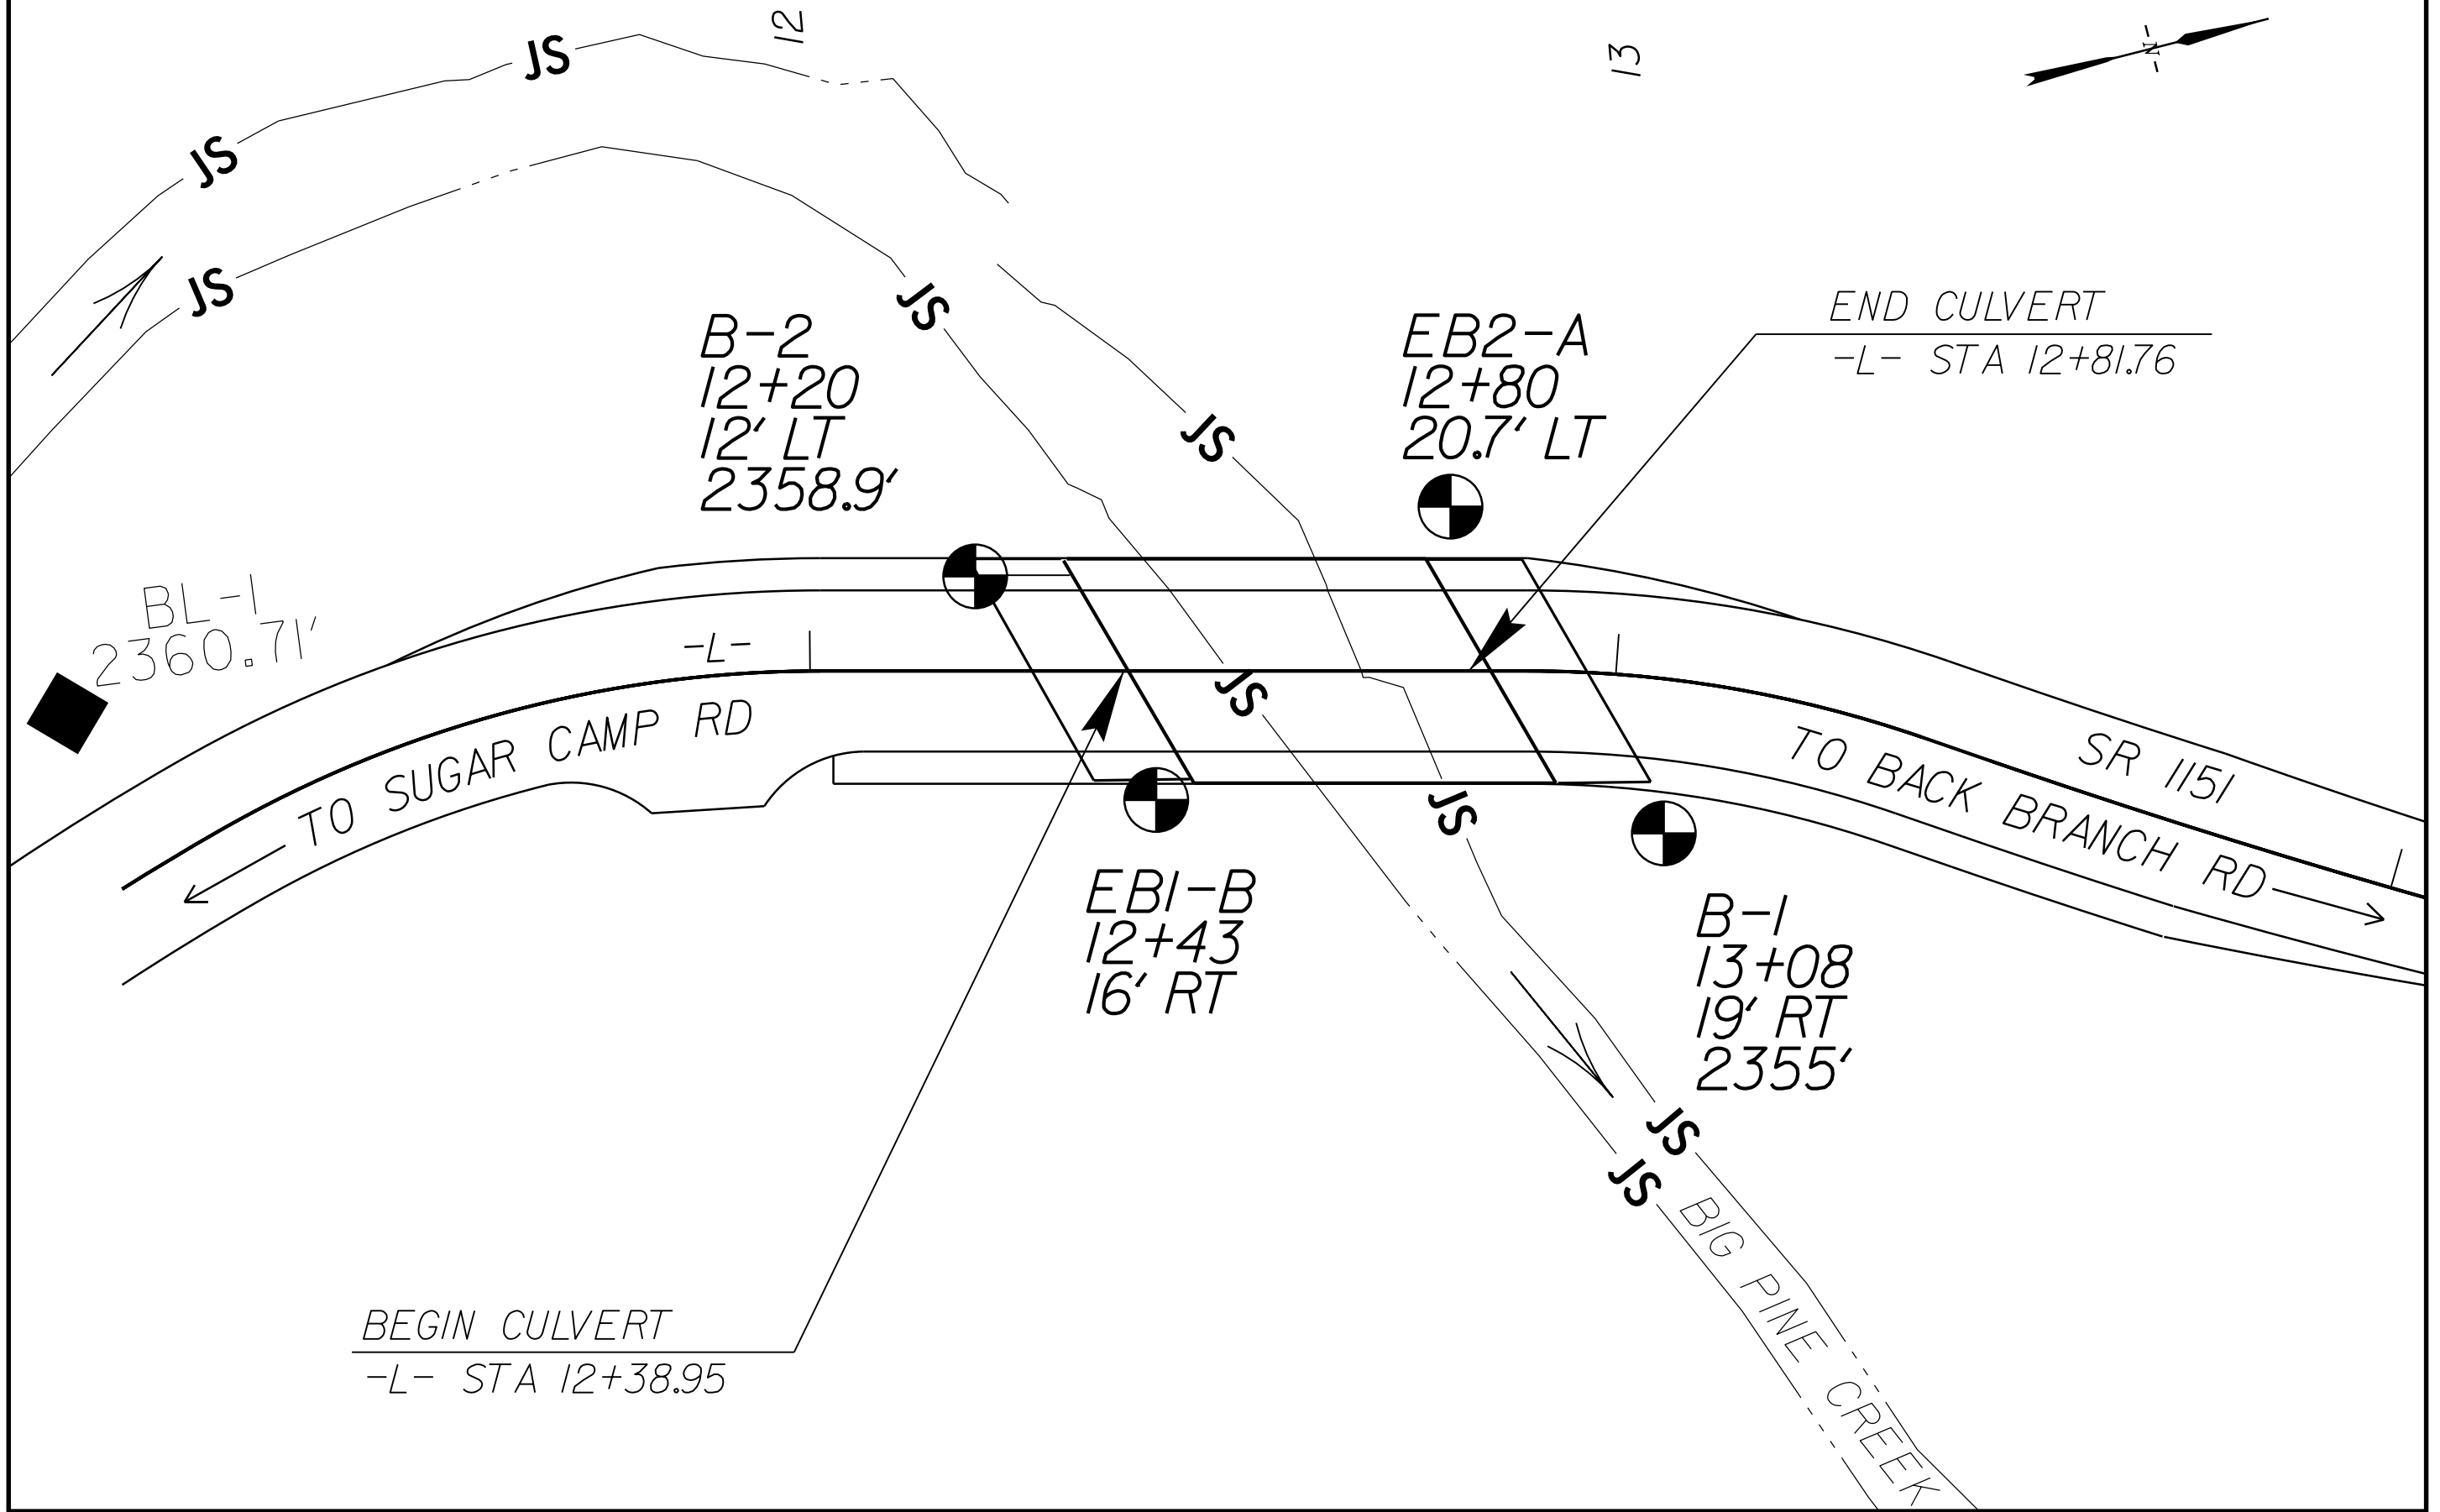 12
13
N
JS
JS
JS
JS
B-2
12+20
12' LT
2358.9'
EB2-A
12+80
20.7' LT
END CULVERT
-L- STA 12+81.76
JS
BL-1
2360.71'
-L-
JS
TO SUGAR CAMP RD
SR 1151
TO BACK BRANCH RD
JS
EB1-B
12+43
16' RT
B-1
13+08
19' RT
2355'
JS
JS
BIG PINE CREEK
BEGIN CULVERT
-L- STA 12+38.95